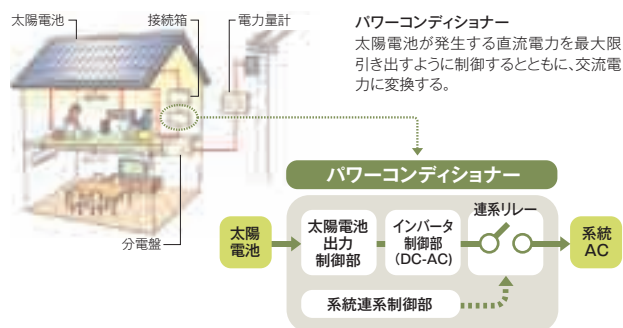 太陽電池
接続箱
電力量計
パワーコンディショナー
太陽電池が発生する直流電力を最大限
引き出すように制御するとともに、交流電
力に変換する。
分電盤
パワーコンディショナー
太陽
電池
太陽電池
出力
制御部
インバータ
制御部
(DC-AC)
連系リレー
系統
AC
系統連系制御部